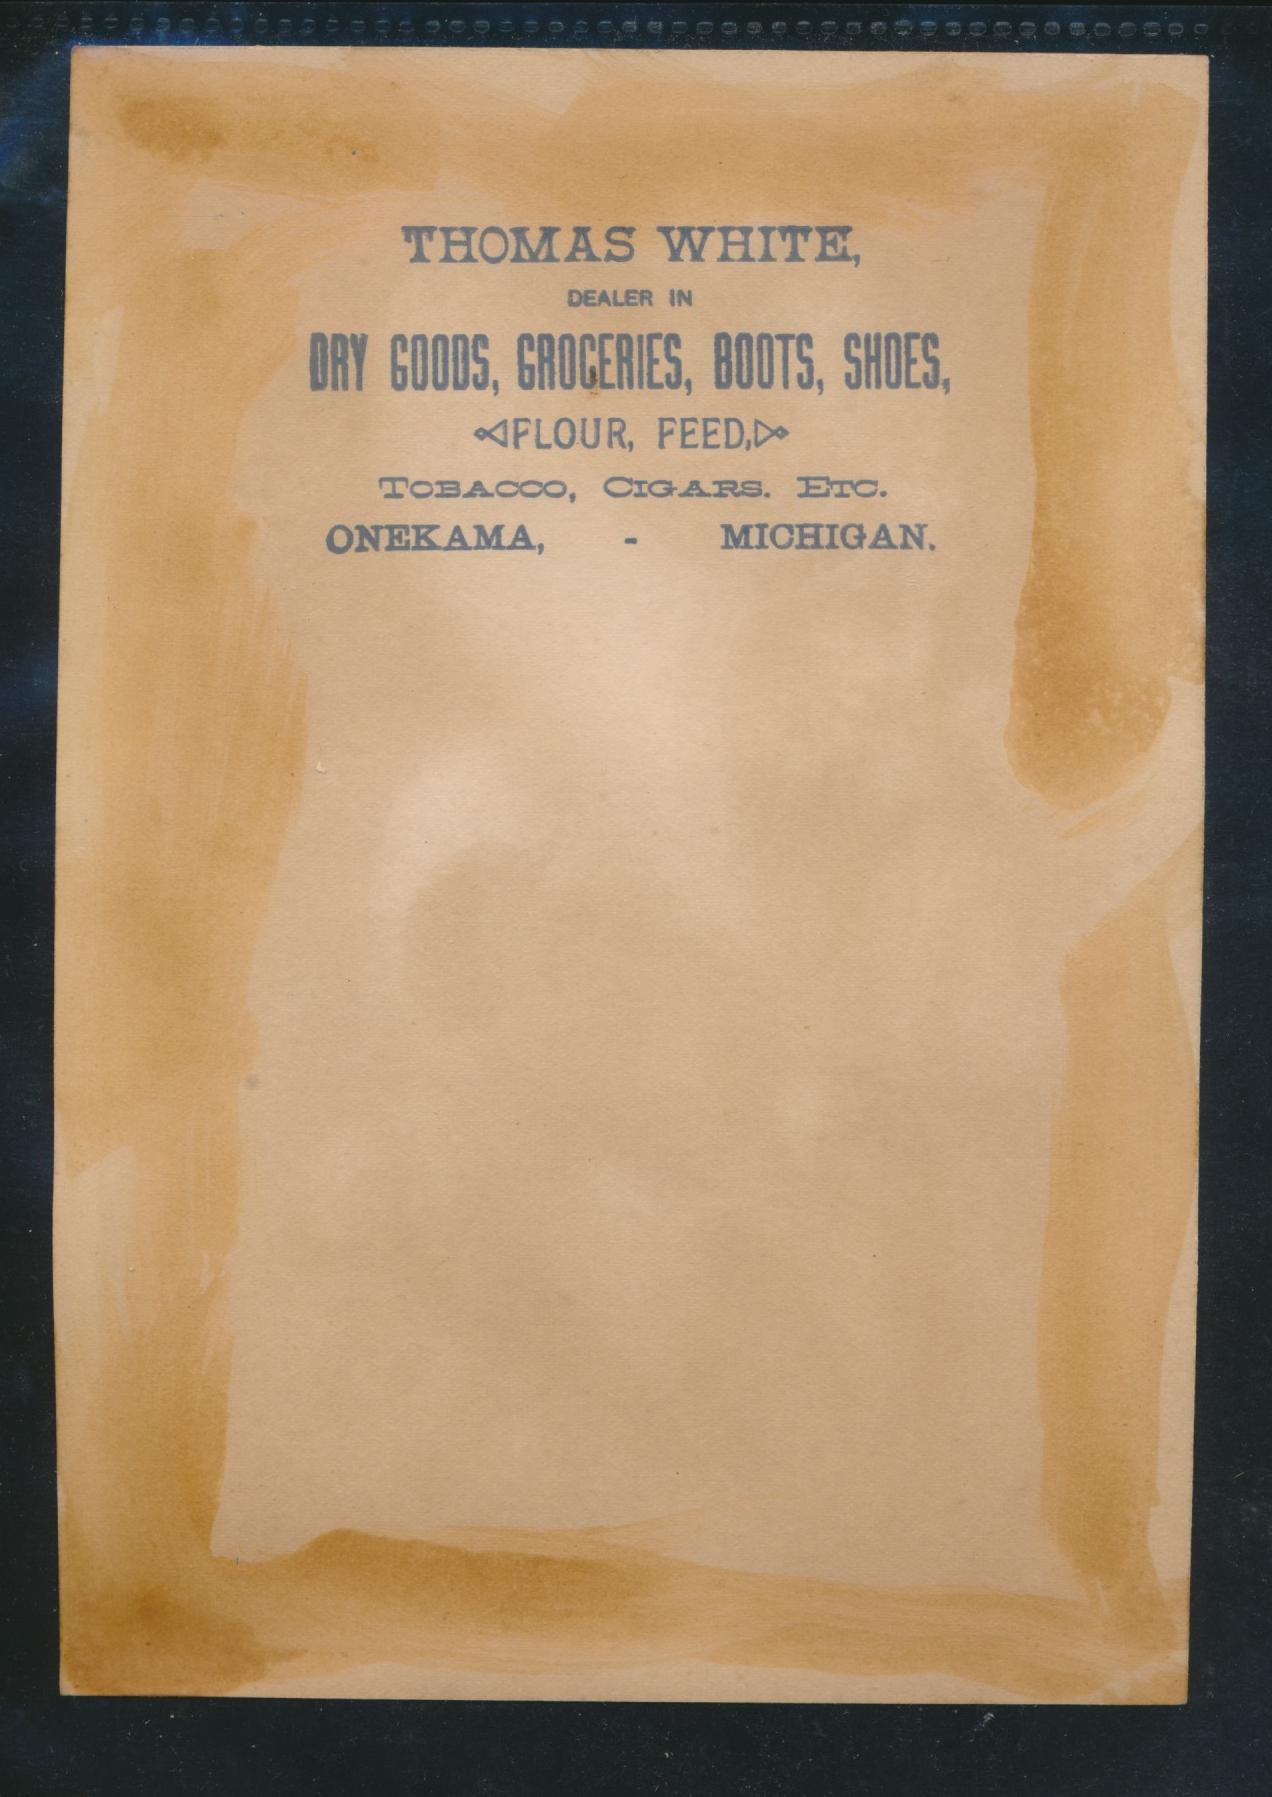 THOMAS WHITE,
DEALER IN
DRY GOODS, GROCERIES, BOOTS, SHOES,
FLOUR, FEED,
TOBACCO, CIGARS. ETC.
ONEKAMA, - MICHIGAN.